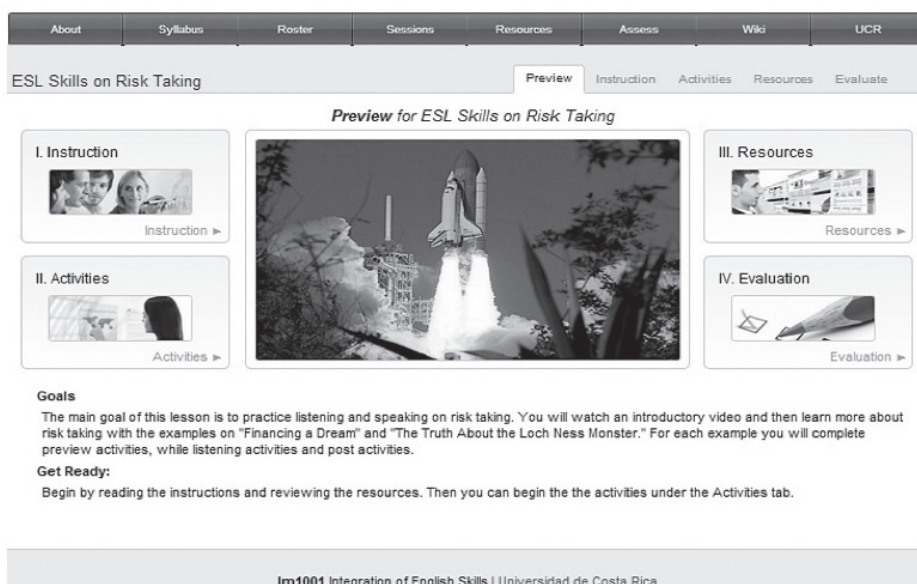 About Syllabus Roster Sessions Resources Assess Wiki UCR
ESL Skills on Risk Taking
Preview Instruction Activities Resources Evaluate
Preview for ESL Skills on Risk Taking
I. Instruction
Instruction ►
II. Activities
Activities ►
III. Resources
Resources ►
IV. Evaluation
Evaluation ►
Goals
The main goal of this lesson is to practice listening and speaking on risk taking. You will watch an introductory video and then learn more about
risk taking with the examples on "Financing a Dream" and "The Truth About the Loch Ness Monster." For each example you will complete
preview activities, while listening activities and post activities.
Get Ready:
Begin by reading the instructions and reviewing the resources. Then you can begin the the activities under the Activities tab.
lm1001 Integration of English Skills | Universidad de Costa Rica